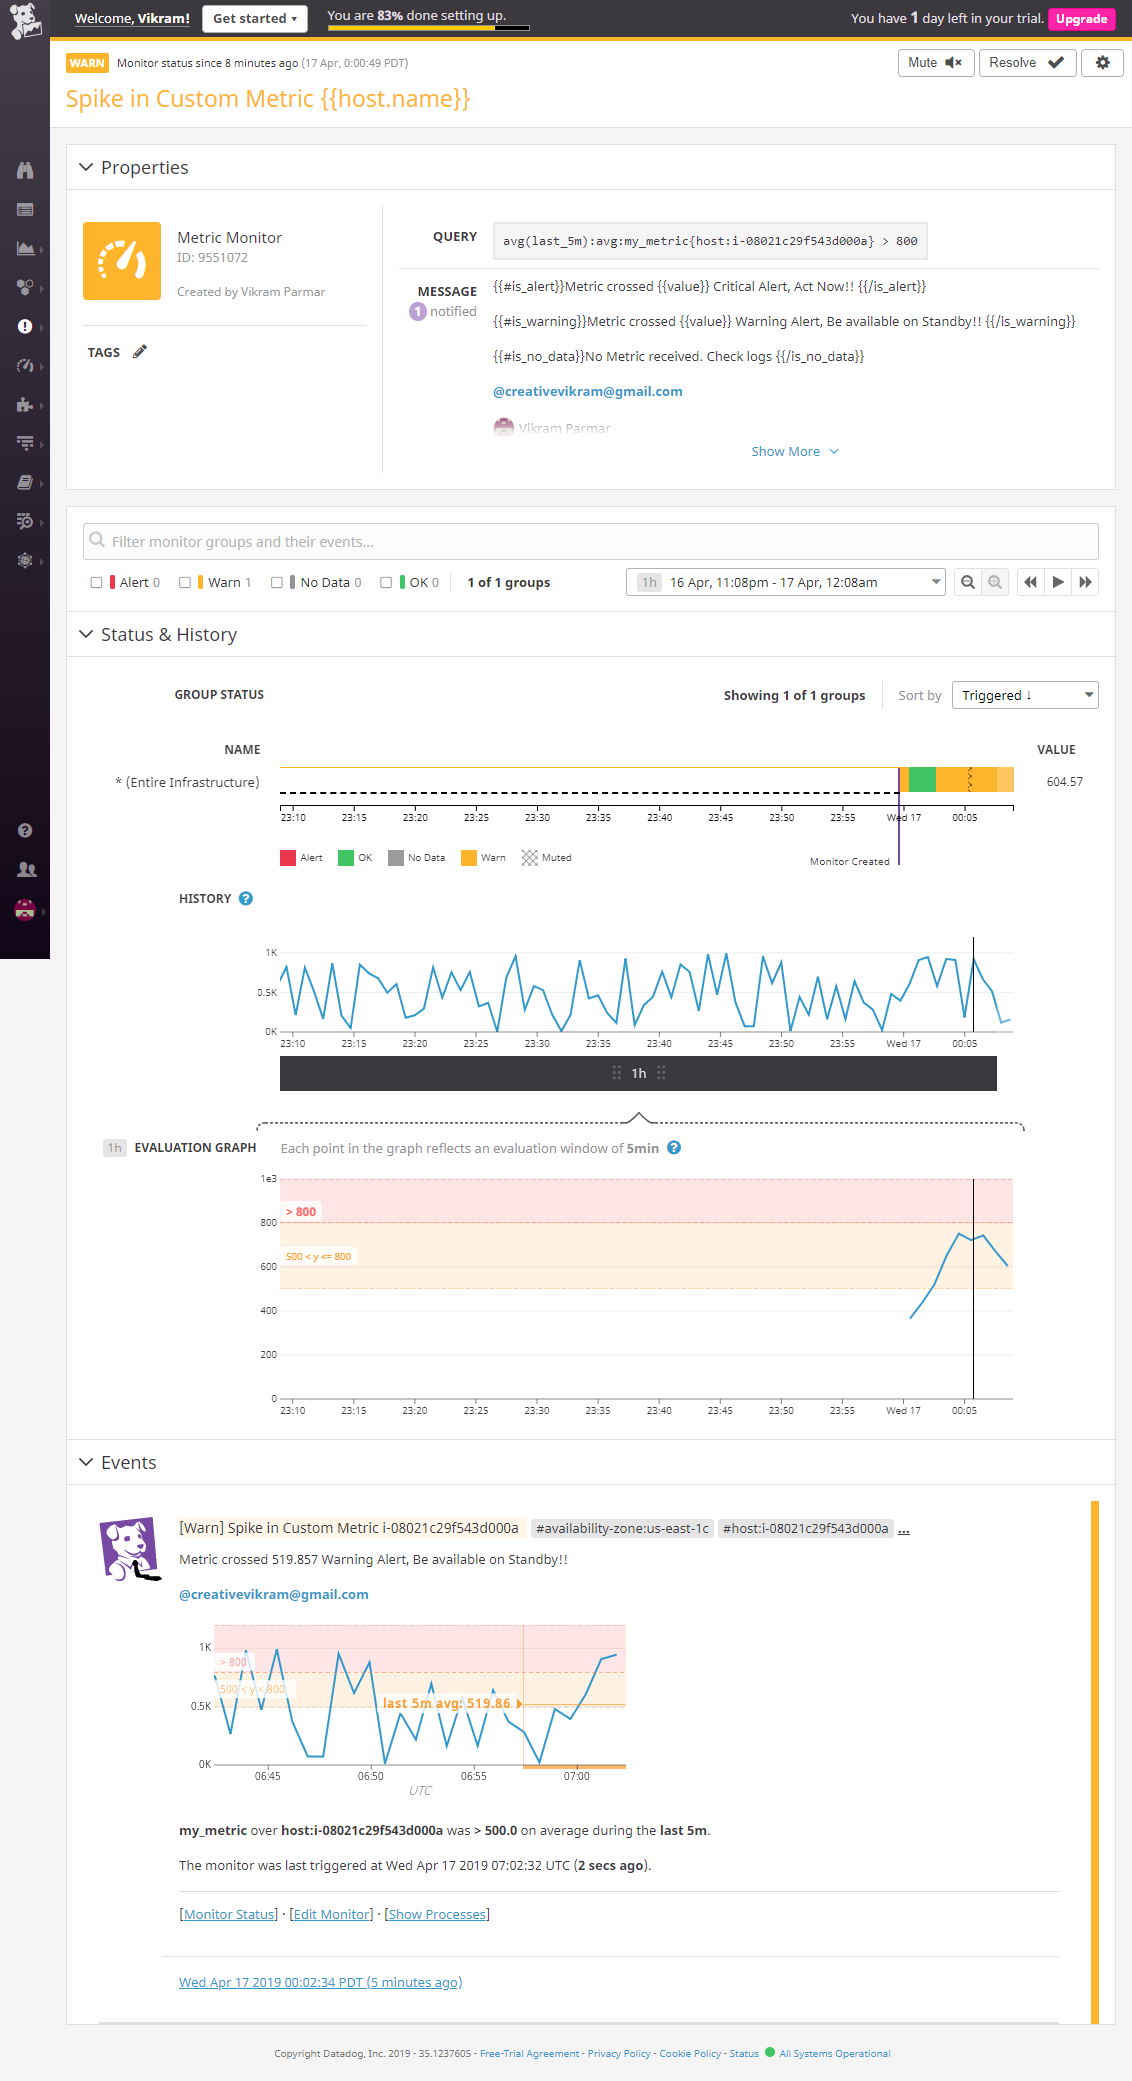 Welcome, Vikram!
Get started ▾
You are 83% done setting up.
You have 1 day left in your trial.
Upgrade
WARN Monitor status since 8 minutes ago (17 Apr, 0:00:49 PDT)
Mute
Resolve
Spike in Custom Metric {{host.name}}
Properties
Metric Monitor
ID: 9551072
Created by Vikram Parmar
TAGS
QUERY avg(last_5m):avg:my_metric{host:i-08021c29f543d000a} > 800
MESSAGE
1 notified
{{#is_alert}}Metric crossed {{value}} Critical Alert, Act Now!! {{/is_alert}}
{{#is_warning}}Metric crossed {{value}} Warning Alert, Be available on Standby!! {{/is_warning}}
{{#is_no_data}}No Metric received. Check logs {{/is_no_data}}
@creativevikram@gmail.com
Vikram Parmar
Show More
Filter monitor groups and their events...
Alert 0 Warn 1 No Data 0 OK 0 1 of 1 groups
1h 16 Apr, 11:08pm - 17 Apr, 12:08am
Status & History
GROUP STATUS
Showing 1 of 1 groups
Sort by Triggered ↓
NAME
VALUE
* (Entire Infrastructure)
604.57
23:10 23:15 23:20 23:25 23:30 23:35 23:40 23:45 23:50 23:55 Wed 17 00:05
Alert OK No Data Warn Muted
Monitor Created
HISTORY ?
1K
0.5K
0K
23:10 23:15 23:20 23:25 23:30 23:35 23:40 23:45 23:50 23:55 Wed 17 00:05
1h
1h EVALUATION GRAPH Each point in the graph reflects an evaluation window of 5min ?
1e3
> 800
800
500 < y <= 800
600
400
200
0
23:10 23:15 23:20 23:25 23:30 23:35 23:40 23:45 23:50 23:55 Wed 17 00:05
Events
[Warn] Spike in Custom Metric i-08021c29f543d000a #availability-zone:us-east-1c #host:i-08021c29f543d000a ...
Metric crossed 519.857 Warning Alert, Be available on Standby!!
@creativevikram@gmail.com
1K
> 800
500 < y < 800
last 5m avg: 519.86
0.5K
0K
06:45 06:50 06:55 07:00
UTC
my_metric over host:i-08021c29f543d000a was > 500.0 on average during the last 5m.
The monitor was last triggered at Wed Apr 17 2019 07:02:32 UTC (2 secs ago).
[Monitor Status] · [Edit Monitor] · [Show Processes]
Wed Apr 17 2019 00:02:34 PDT (5 minutes ago)
Copyright Datadog, Inc. 2019 - 35.1237605 - Free-Trial Agreement - Privacy Policy - Cookie Policy - Status All Systems Operational